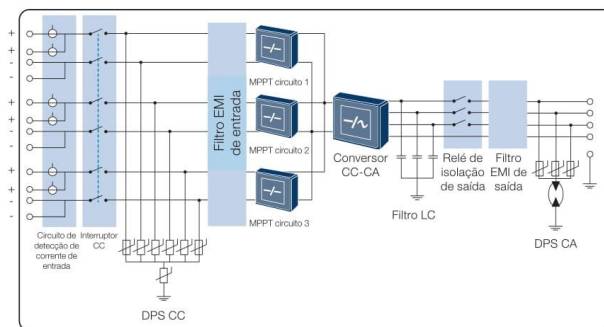 +
+
-
-
+
+
-
-
+
+
-
-
Circuito de
detecção de
corrente de
entrada
Interruptor
CC
DPS CC
Filtro EMI
de entrada
MPPT circuito 1
MPPT circuito 2
MPPT circuito 3
Conversor
CC-CA
Filtro LC
Relé de
isolação
de saída
Filtro
EMI de
saída
DPS CA